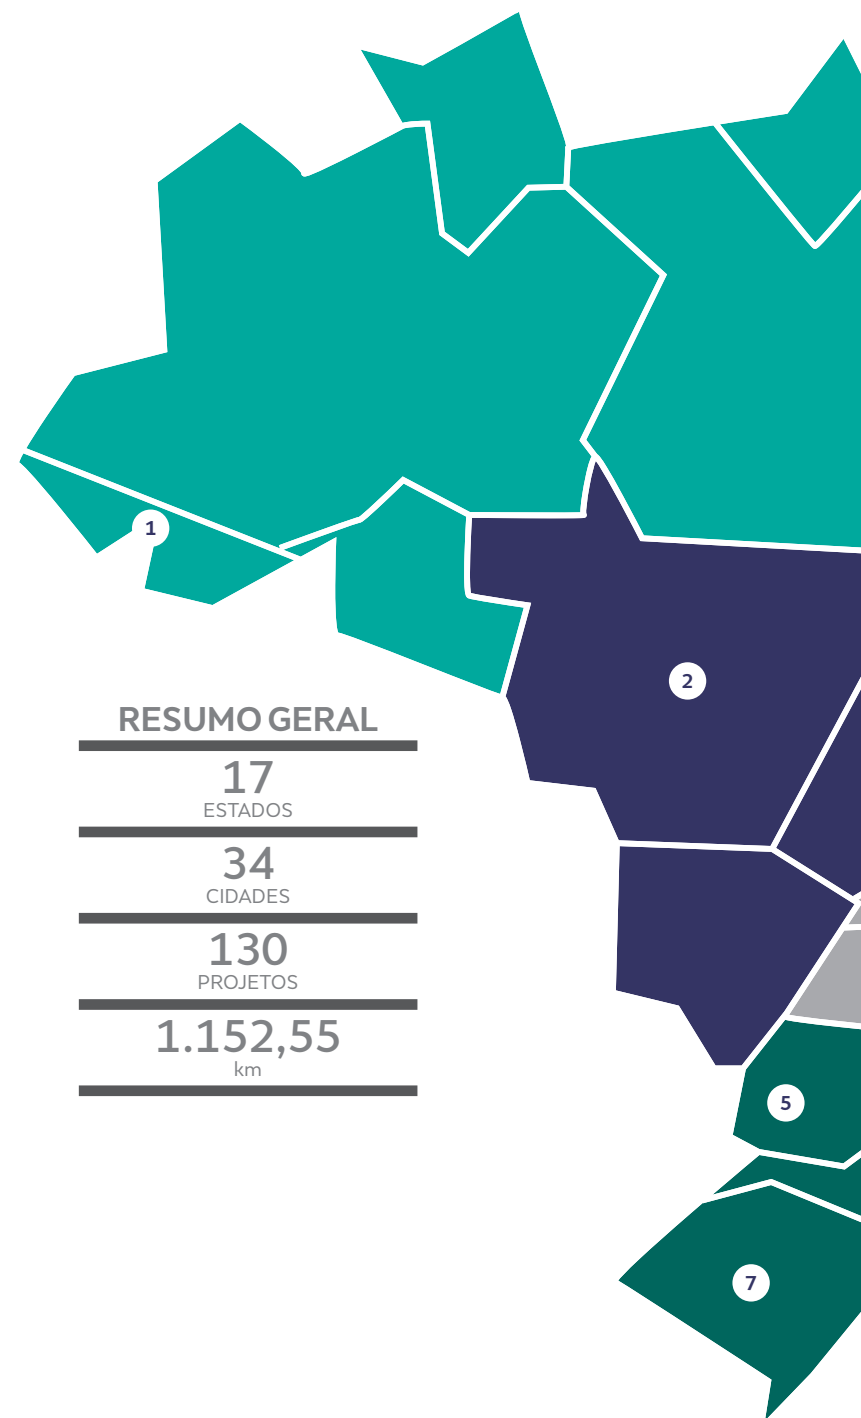 1
2
RESUMO GERAL
17
ESTADOS
34
CIDADES
130
PROJETOS
1.152,55
km
5
7